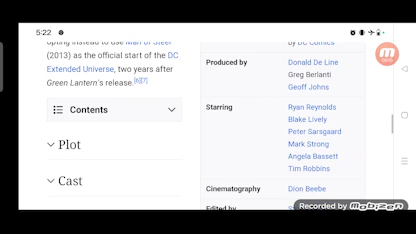 5:22
opting instead to use Man of Steel
(2013) as the official start of the DC
Extended Universe, two years after
Green Lantern's release.[6][7]
Contents
Plot
Cast
by DC Comics
Produced by
Donald De Line
Greg Berlanti
Geoff Johns
Starring
Ryan Reynolds
Blake Lively
Peter Sarsgaard
Mark Strong
Angela Bassett
Tim Robbins
Cinematography
Dion Beebe
Edited by
Recorded by Mobizen